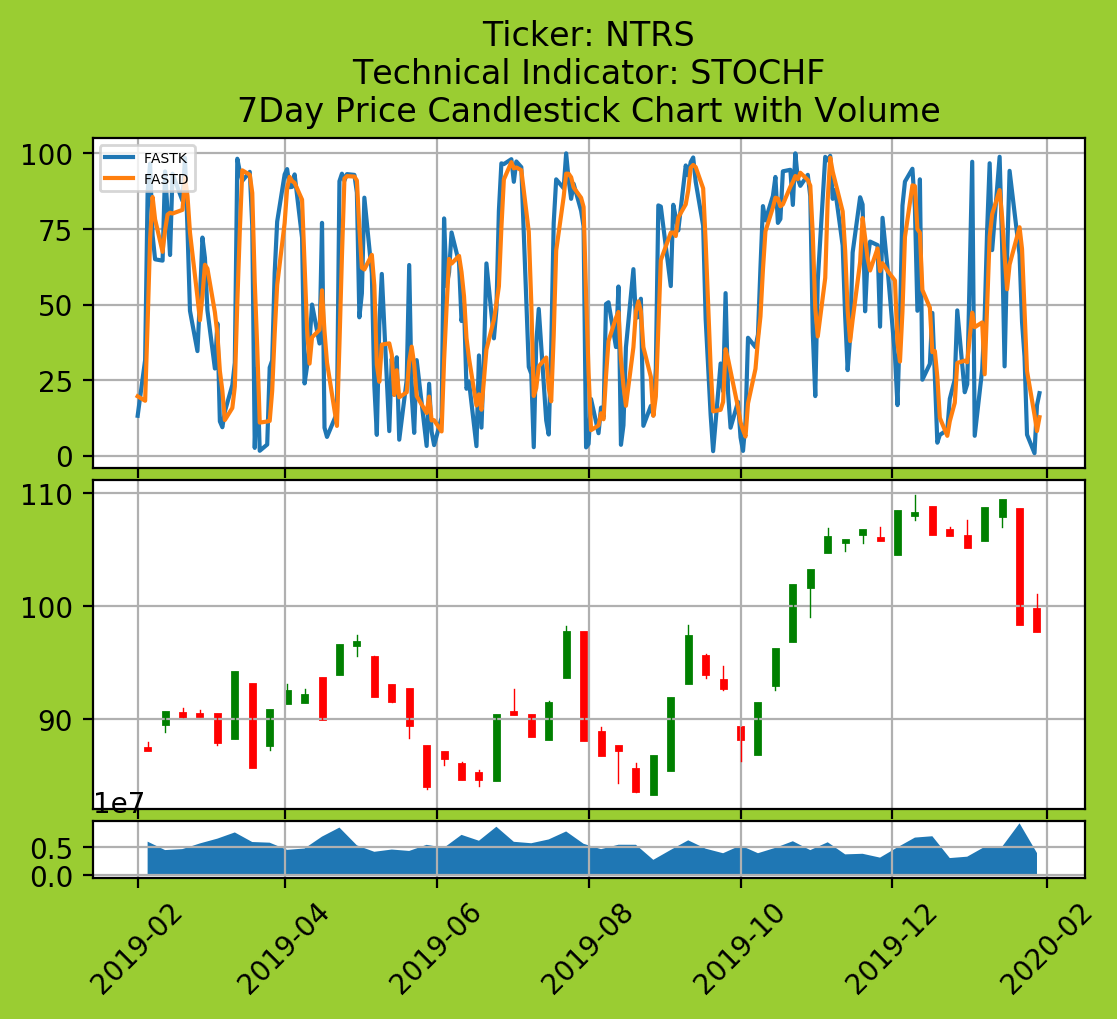 Ticker: NTRS
Technical Indicator: STOCHF
7Day Price Candlestick Chart with Volume
100
75
50
25
0
FASTK
FASTD
110
100
90
1e7
0.5
0.0
2019-02
2019-04
2019-06
2019-08
2019-10
2019-12
2020-02